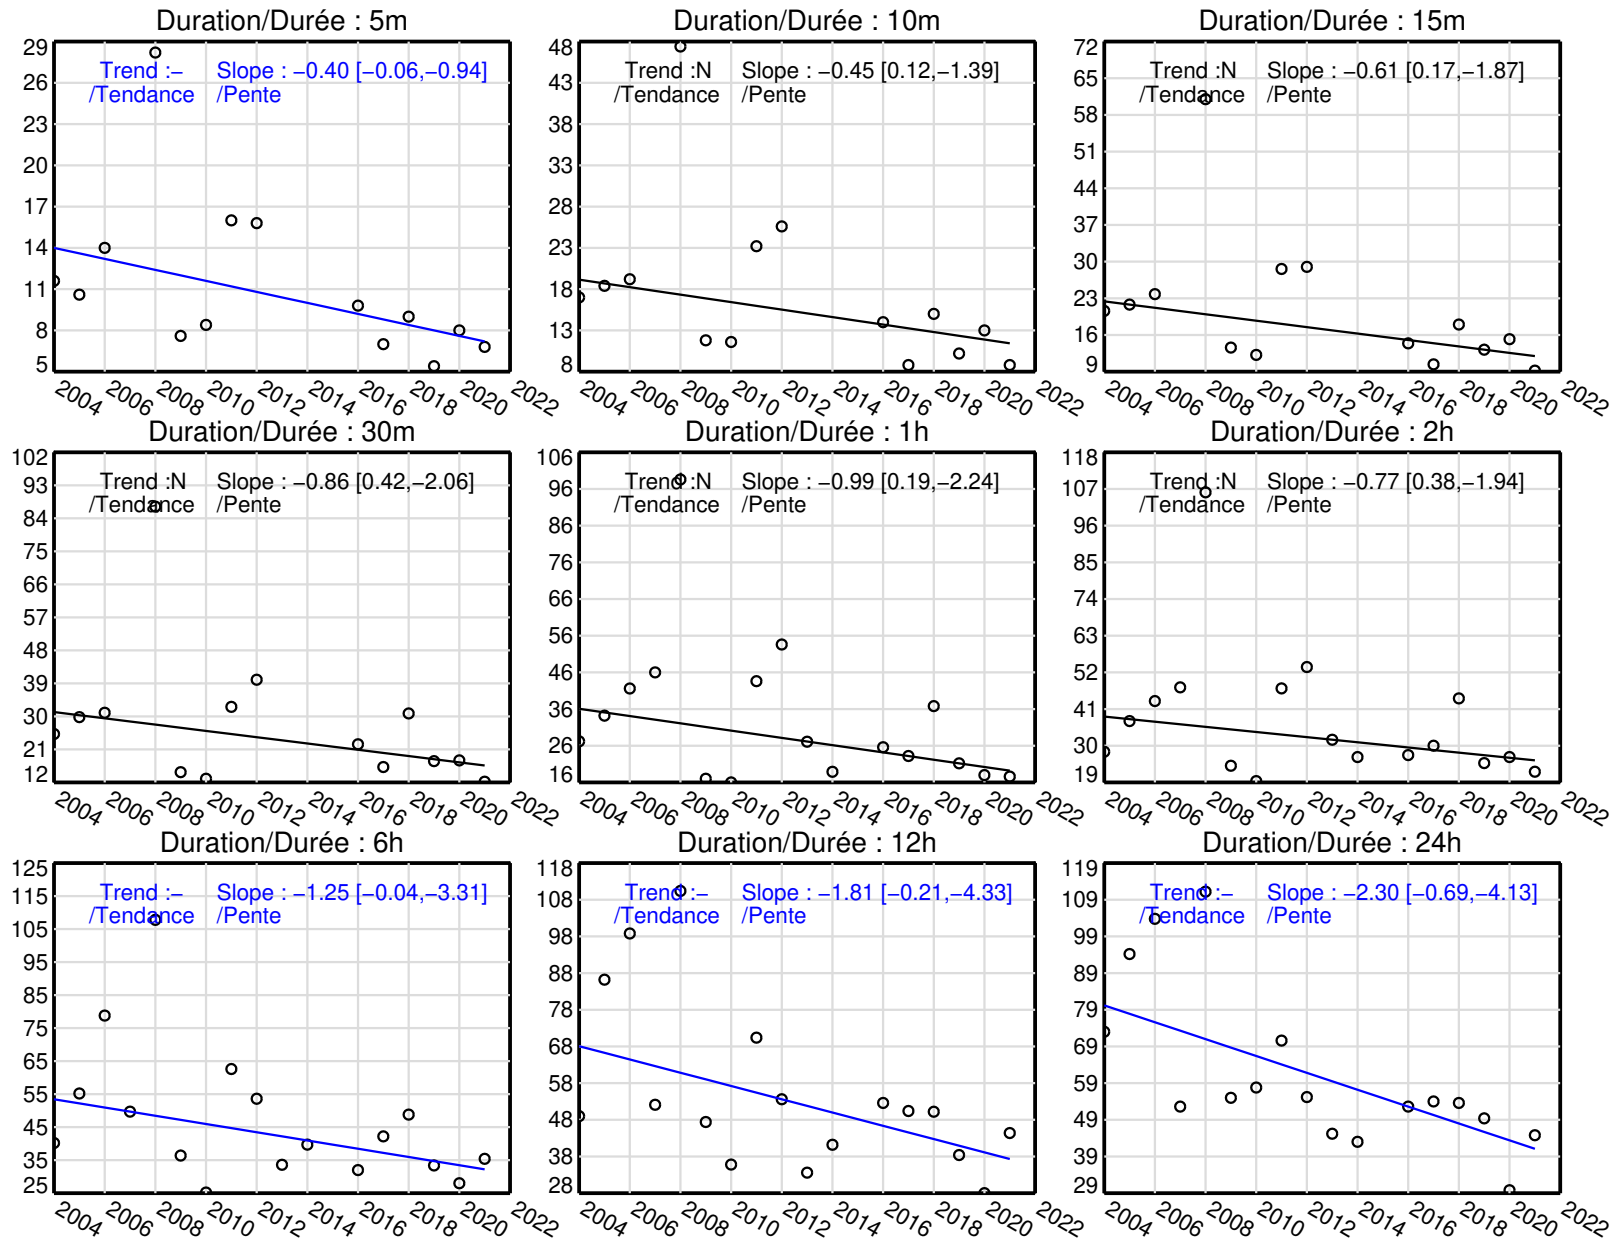 Duration/Durée : 5m
29
26
23
20
17
14
11
8
5
Trend :− Slope : −0.40 [−0.06,−0.94]
/Tendance /Pente
2004 2006 2008 2010 2012 2014 2016 2018 2020 2022
Duration/Durée : 10m
48
43
38
33
28
23
18
13
8
Trend :N Slope : −0.45 [0.12,−1.39]
/Tendance /Pente
2004 2006 2008 2010 2012 2014 2016 2018 2020 2022
Duration/Durée : 15m
72
65
58
51
44
37
30
23
16
9
Trend :N Slope : −0.61 [0.17,−1.87]
/Tendance /Pente
2004 2006 2008 2010 2012 2014 2016 2018 2020 2022
Duration/Durée : 30m
102
93
84
75
66
57
48
39
30
21
12
Trend :N Slope : −0.86 [0.42,−2.06]
/Tendance /Pente
2004 2006 2008 2010 2012 2014 2016 2018 2020 2022
Duration/Durée : 1h
106
96
86
76
66
56
46
36
26
16
Trend :N Slope : −0.99 [0.19,−2.24]
/Tendance /Pente
2004 2006 2008 2010 2012 2014 2016 2018 2020 2022
Duration/Durée : 2h
118
107
96
85
74
63
52
41
30
19
Trend :N Slope : −0.77 [0.38,−1.94]
/Tendance /Pente
2004 2006 2008 2010 2012 2014 2016 2018 2020 2022
Duration/Durée : 6h
125
115
105
95
85
75
65
55
45
35
25
Trend :− Slope : −1.25 [−0.04,−3.31]
/Tendance /Pente
2004 2006 2008 2010 2012 2014 2016 2018 2020 2022
Duration/Durée : 12h
118
108
98
88
78
68
58
48
38
28
Trend :− Slope : −1.81 [−0.21,−4.33]
/Tendance /Pente
2004 2006 2008 2010 2012 2014 2016 2018 2020 2022
Duration/Durée : 24h
119
109
99
89
79
69
59
49
39
29
Trend :− Slope : −2.30 [−0.69,−4.13]
/Tendance /Pente
2004 2006 2008 2010 2012 2014 2016 2018 2020 2022